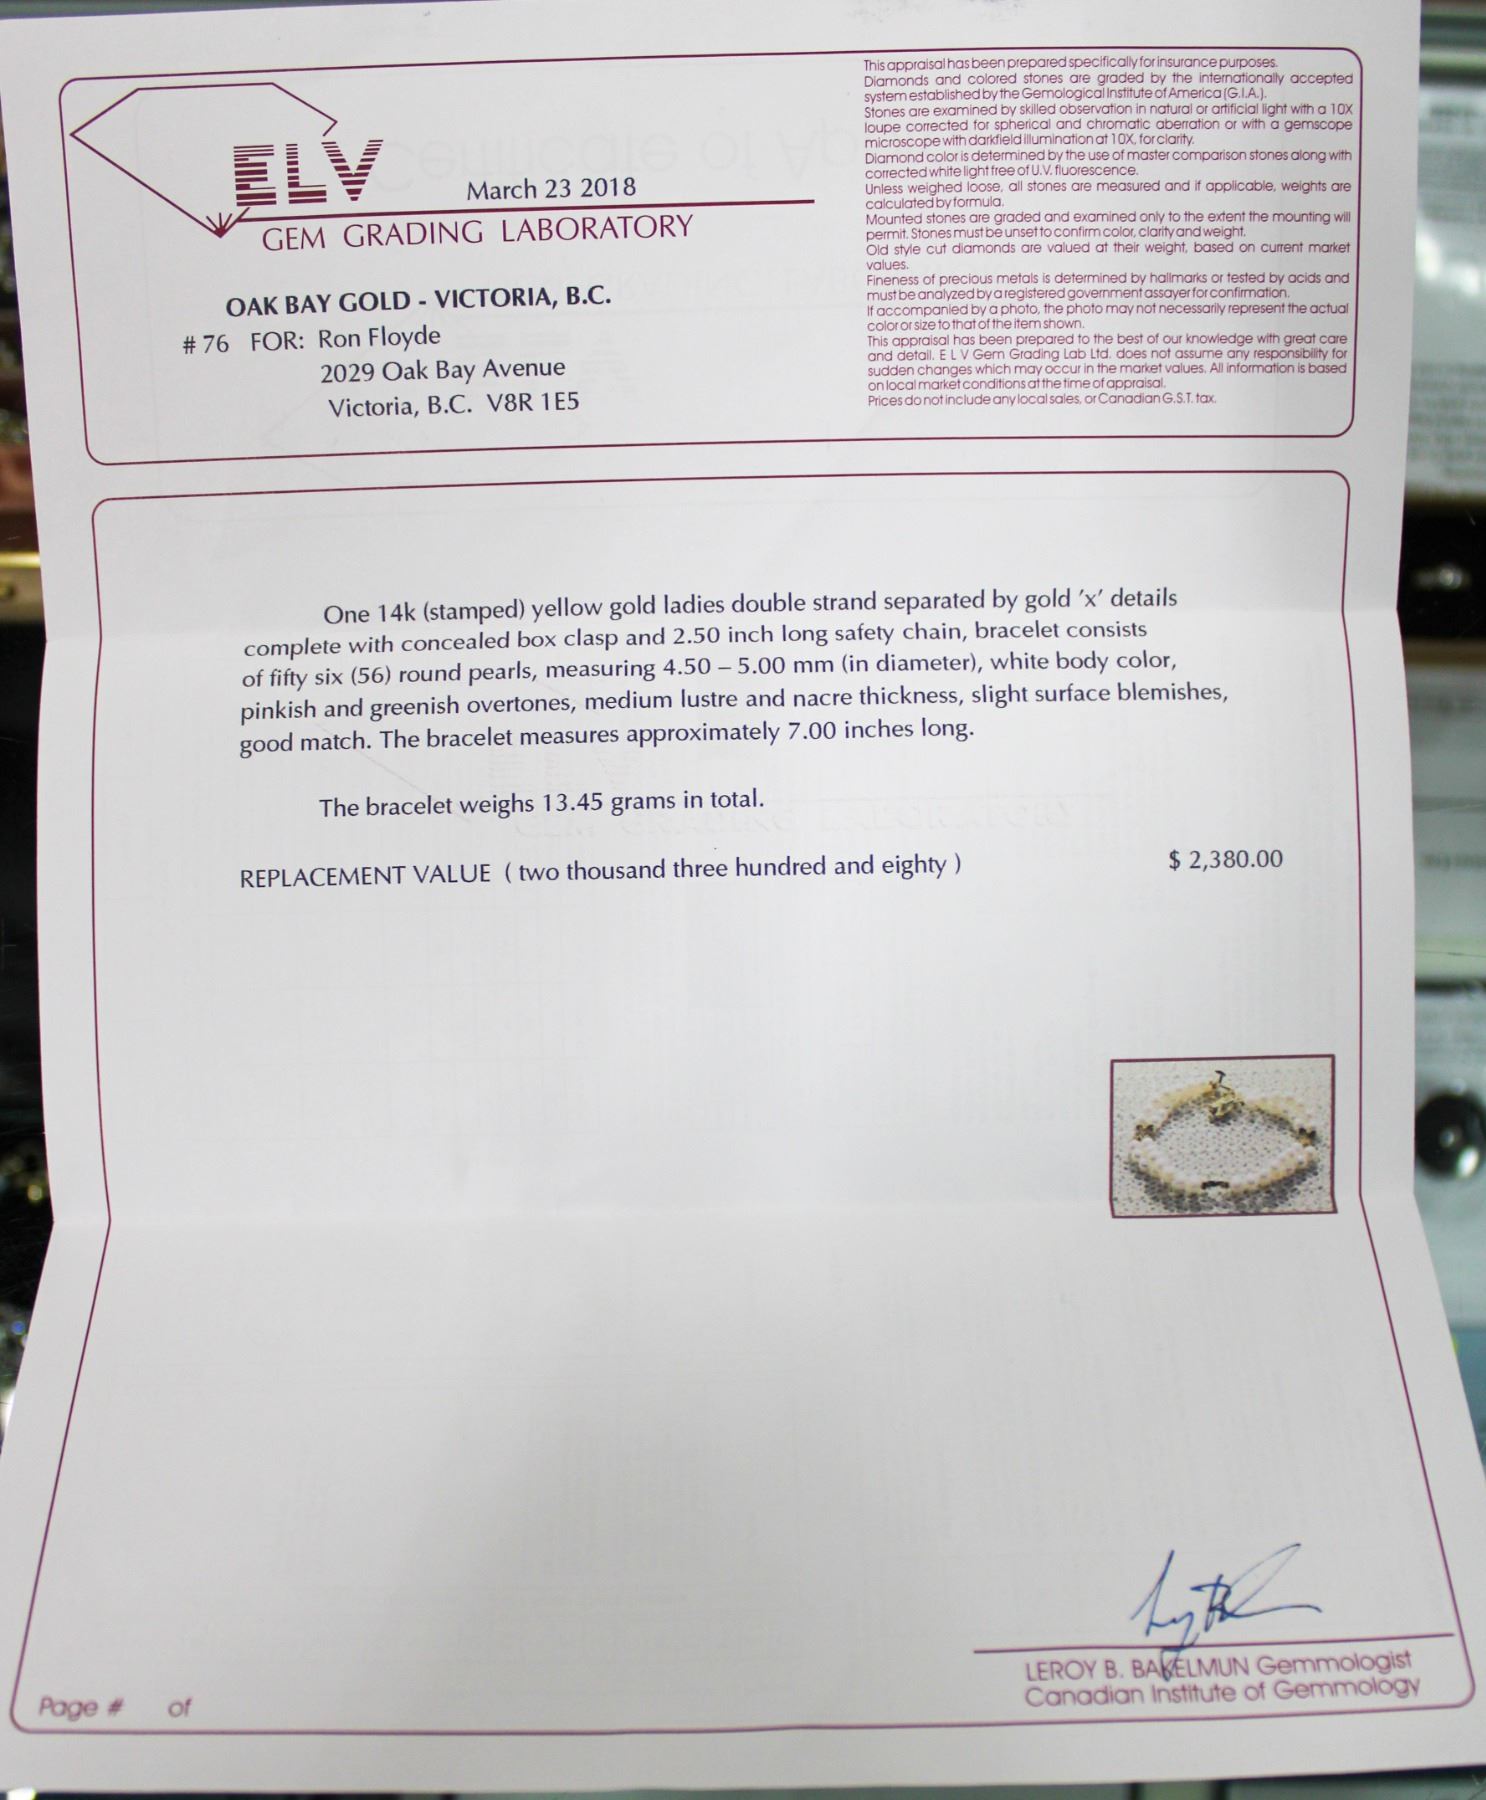 ELV
March 23 2018
GEM GRADING LABORATORY
OAK BAY GOLD - VICTORIA, B.C.
# 76 FOR: Ron Floyde
2029 Oak Bay Avenue
Victoria, B.C. V8R 1E5
This appraisal has been prepared specifically for insurance purposes.
Diamonds and colored stones are graded by the internationally accepted
system established by the Gemological Institute of America (G.I.A.).
Stones are examined by skilled observation in natural or artificial light with a 10X
loupe corrected for spherical and chromatic aberration or with a gemscope
microscope with darkfield illumination at 10X, for clarity.
Diamond color is determined by the use of master comparison stones along with
corrected white light free of U.V. fluorescence.
Unless weighed loose, all stones are measured and if applicable, weights are
calculated by formula.
Mounted stones are graded and examined only to the extent the mounting will
permit. Stones must be unset to confirm color, clarity and weight.
Old style cut diamonds are valued at their weight, based on current market
values.
Fineness of precious metals is determined by hallmarks or tested by acids and
must be analyzed by a registered government assayer for confirmation.
If accompanied by a photo, the photo may not necessarily represent the actual
color or size to that of the item shown.
This appraisal has been prepared to the best of our knowledge with great care
and detail. E L V Gem Grading Lab Ltd. does not assume any responsibility for
sudden changes which may occur in the market values. All information is based
on local market conditions at the time of appraisal.
Prices do not include any local sales, or Canadian G.S.T. tax.
One 14k (stamped) yellow gold ladies double strand separated by gold 'x' details
complete with concealed box clasp and 2.50 inch long safety chain, bracelet consists
of fifty six (56) round pearls, measuring 4.50 – 5.00 mm (in diameter), white body color,
pinkish and greenish overtones, medium lustre and nacre thickness, slight surface blemishes,
good match. The bracelet measures approximately 7.00 inches long.
The bracelet weighs 13.45 grams in total.
REPLACEMENT VALUE ( two thousand three hundred and eighty ) $ 2,380.00
LEROY B. BAKELMUN Gemmologist
Canadian Institute of Gemmology
Page # of